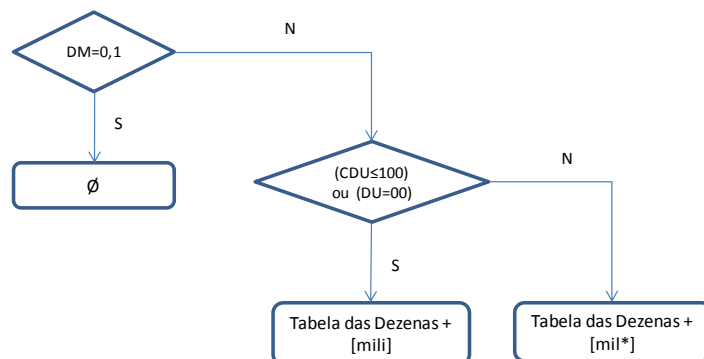 DM=0,1
N
S
Ø
(CDU≤100)
ou (DU=00)
N
S
Tabela das Dezenas +
[mili]
Tabela das Dezenas +
[mil*]